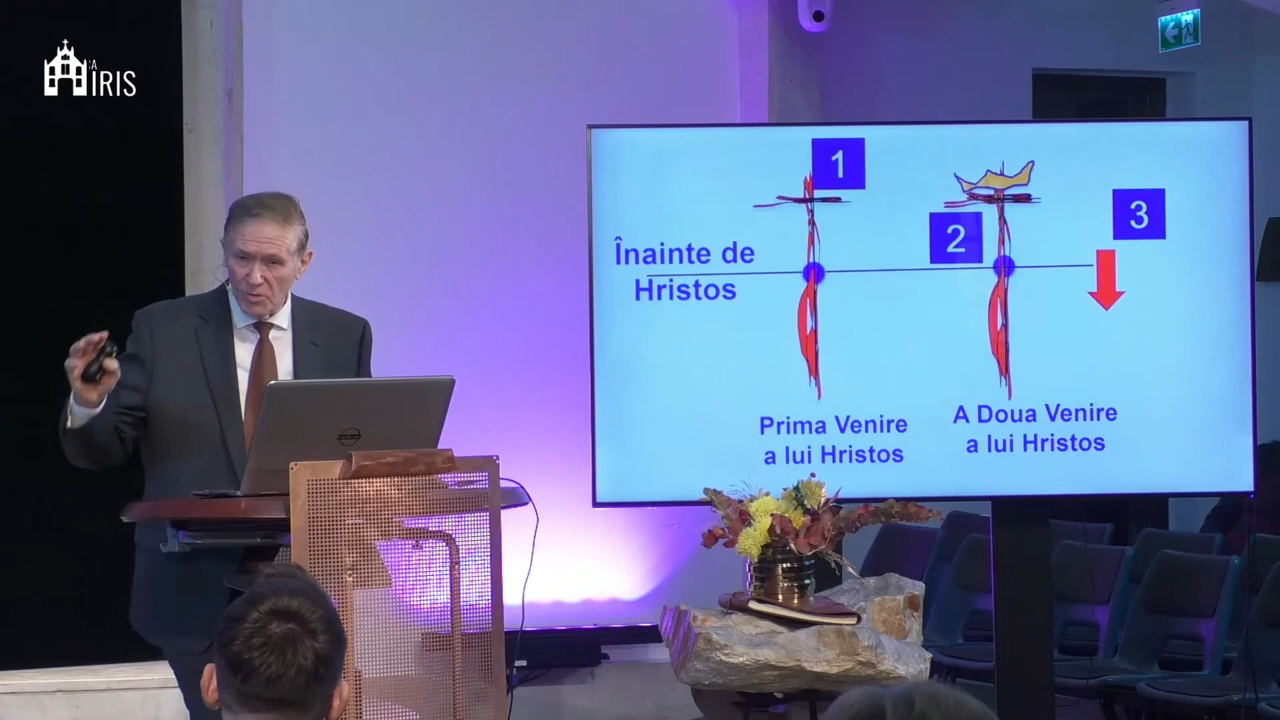 :A
IRIS
1
2
3
Înainte de
Hristos
Prima Venire
a lui Hristos
A Doua Venire
a lui Hristos